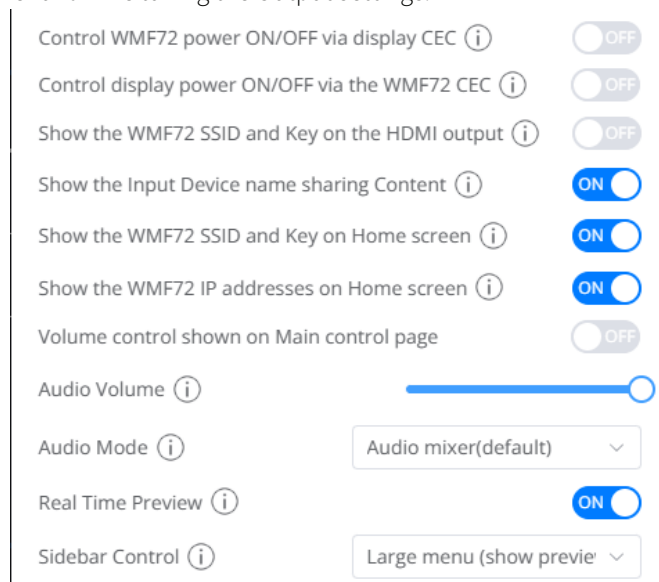 Control WMF72 power ON/OFF via display CEC i OFF
Control display power ON/OFF via the WMF72 CEC i OFF
Show the WMF72 SSID and Key on the HDMI output i OFF
Show the Input Device name sharing Content i ON
Show the WMF72 SSID and Key on Home screen i ON
Show the WMF72 IP addresses on Home screen i ON
Volume control shown on Main control page OFF
Audio Volume i
Audio Mode i Audio mixer(default)
Real Time Preview i ON
Sidebar Control i Large menu (show previe